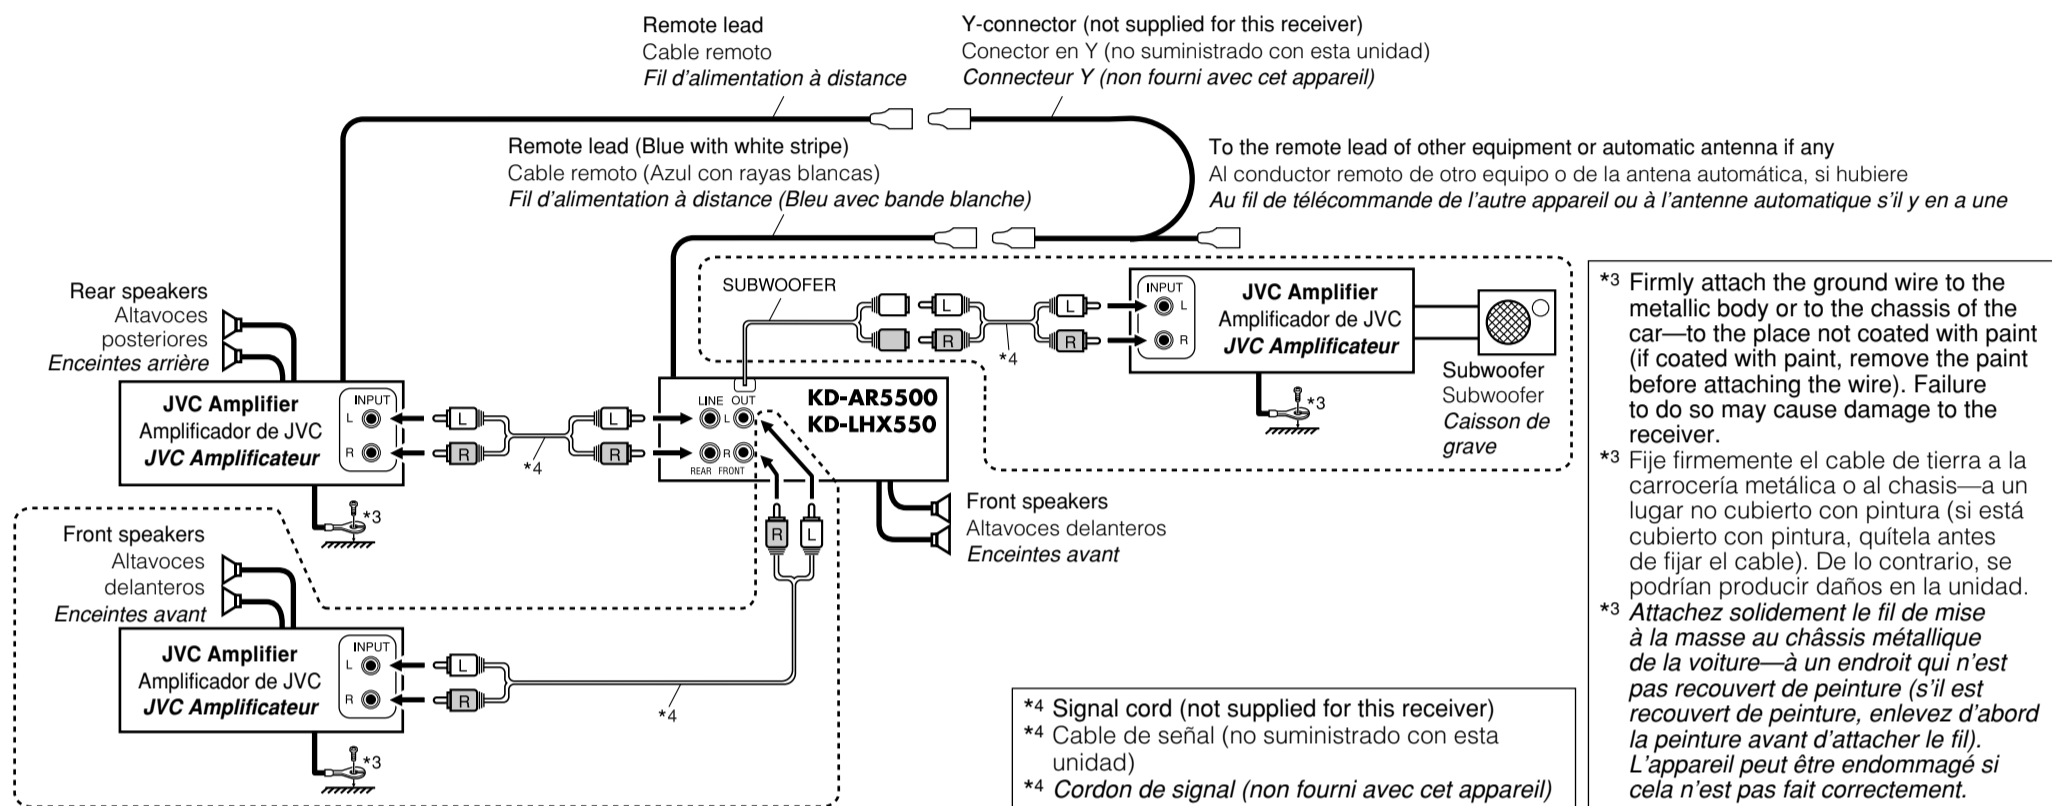 Remote lead
Cable remoto
Fil d'alimentation à distance
Y-connector (not supplied for this receiver)
Conector en Y (no suministrado con esta unidad)
Connecteur Y (non fourni avec cet appareil)
Remote lead (Blue with white stripe)
Cable remoto (Azul con rayas blancas)
Fil d'alimentation à distance (Bleu avec bande blanche)
To the remote lead of other equipment or automatic antenna if any
Al conductor remoto de otro equipo o de la antena automática, si hubiere
Au fil de télécommande de l'autre appareil ou à l'antenne automatique s'il y en a une
Rear speakers
Altavoces
posteriores
Enceintes arrière
JVC Amplifier
Amplificador de JVC
JVC Amplificateur
INPUT
L
R
*3
L
R
*4
L
R
SUBWOOFER
LINE OUT
L
R
REAR FRONT
KD-AR5500
KD-LHX550
L
R
*4
L
R
INPUT
L
R
JVC Amplifier
Amplificador de JVC
JVC Amplificateur
*3
Subwoofer
Subwoofer
Caisson de
grave
Front speakers
Altavoces delanteros
Enceintes avant
R
L
Front speakers
Altavoces
delanteros
Enceintes avant
JVC Amplifier
Amplificador de JVC
JVC Amplificateur
INPUT
L
R
*3
L
R
*4
*4 Signal cord (not supplied for this receiver)
*4 Cable de señal (no suministrado con esta
unidad)
*4 Cordon de signal (non fourni avec cet appareil)
*3 Firmly attach the ground wire to the
metallic body or to the chassis of the
car—to the place not coated with paint
(if coated with paint, remove the paint
before attaching the wire). Failure
to do so may cause damage to the
receiver.
*3 Fije firmemente el cable de tierra a la
carrocería metálica o al chasis—a un
lugar no cubierto con pintura (si está
cubierto con pintura, quítela antes
de fijar el cable). De lo contrario, se
podrían producir daños en la unidad.
*3 Attachez solidement le fil de mise
à la masse au châssis métallique
de la voiture—à un endroit qui n'est
pas recouvert de peinture (s'il est
recouvert de peinture, enlevez d'abord
la peinture avant d'attacher le fil).
L'appareil peut être endommagé si
cela n'est pas fait correctement.